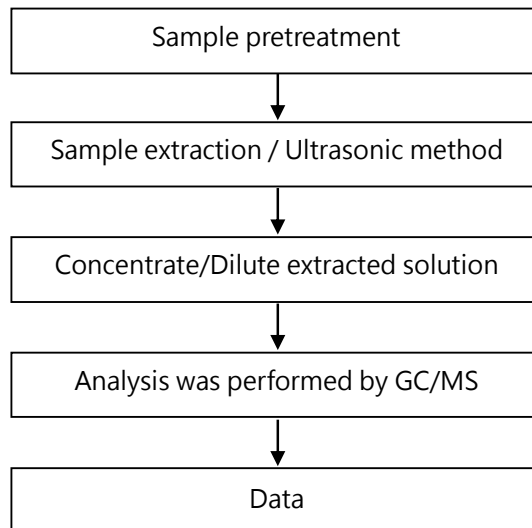 Sample pretreatment
Sample extraction / Ultrasonic method
Concentrate/Dilute extracted solution
Analysis was performed by GC/MS
Data